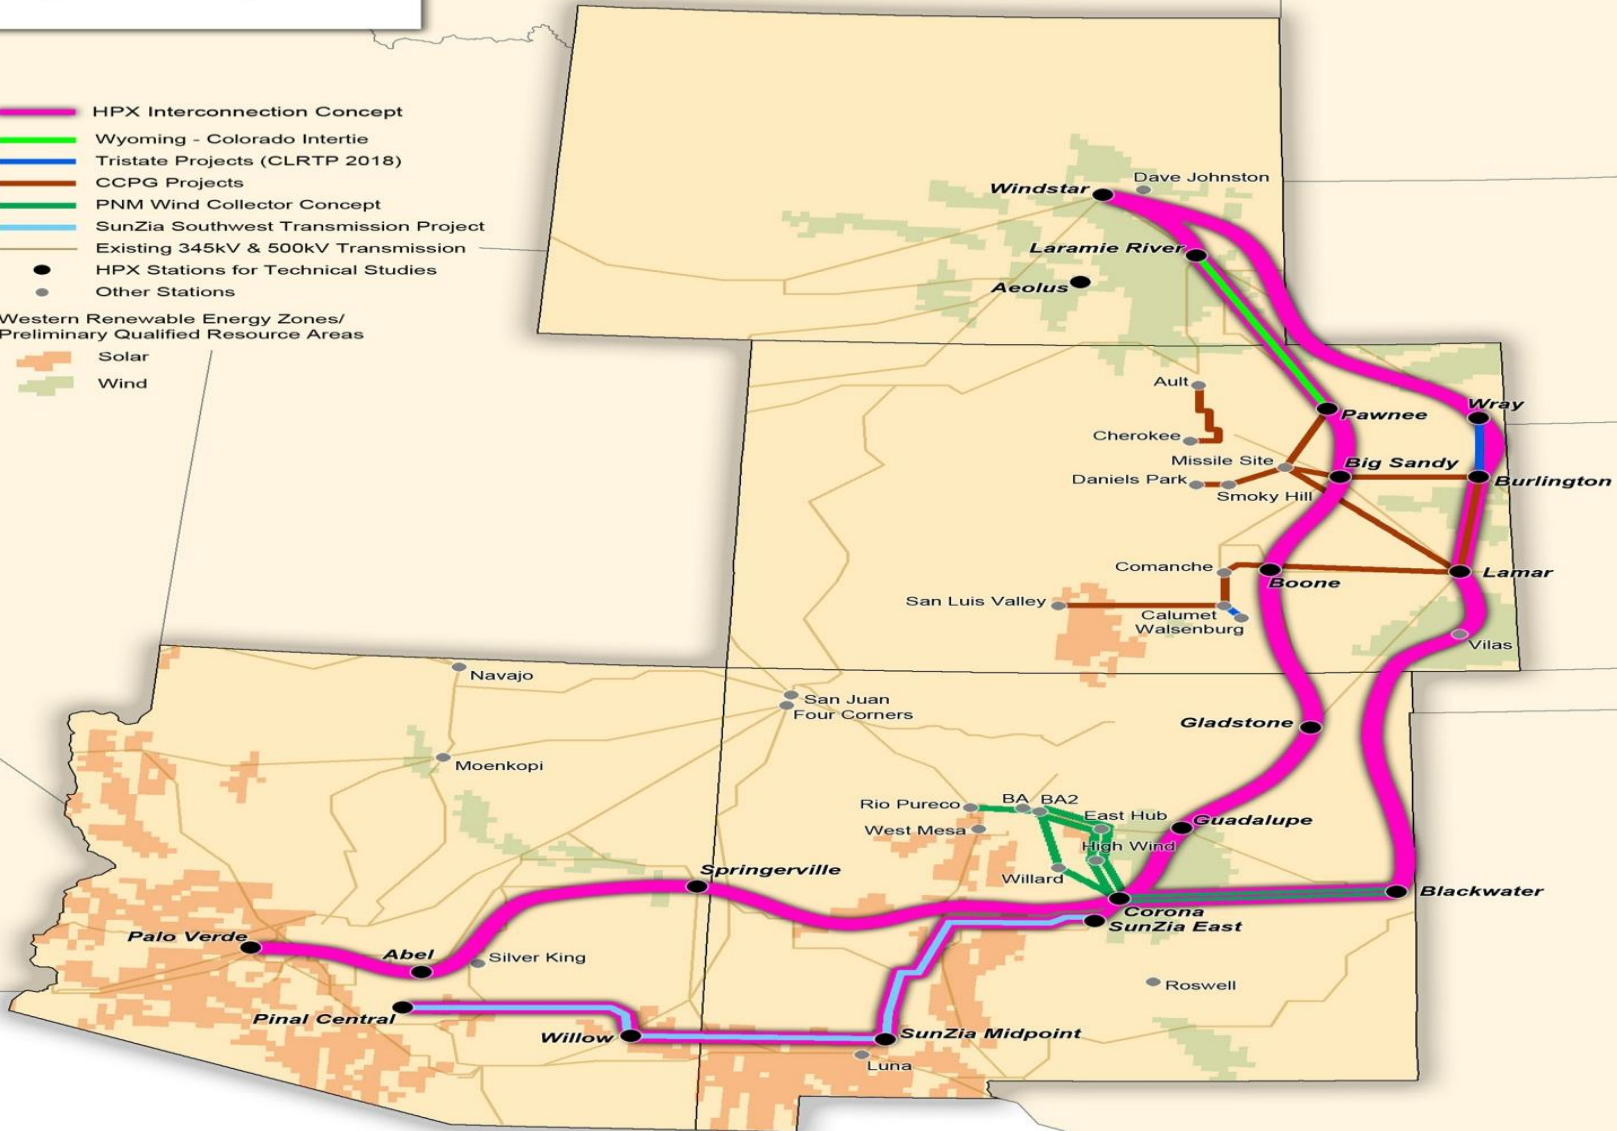 HPX Interconnection Concept
Wyoming - Colorado Intertie
Tristate Projects (CLRTP 2018)
CCPG Projects
PNM Wind Collector Concept
SunZia Southwest Transmission Project
Existing 345kV & 500kV Transmission
HPX Stations for Technical Studies
Other Stations
Western Renewable Energy Zones/
Preliminary Qualified Resource Areas
Solar
Wind
Dave Johnston
Windstar
Laramie River
Aeolus
Ault
Wray
Pawnee
Cherokee
Missile Site
Big Sandy
Daniels Park
Smoky Hill
Burlington
Comanche
Boone
Lamar
San Luis Valley
Calumet
Walsenburg
Vilas
Navajo
San Juan
Four Corners
Gladstone
Moenkopi
Rio Pureco
BA
BA2
East Hub
Guadalupe
West Mesa
High Wind
Willard
Springerville
Blackwater
Corona
SunZia East
Palo Verde
Abel
Silver King
Roswell
Pinal Central
Willow
SunZia Midpoint
Luna